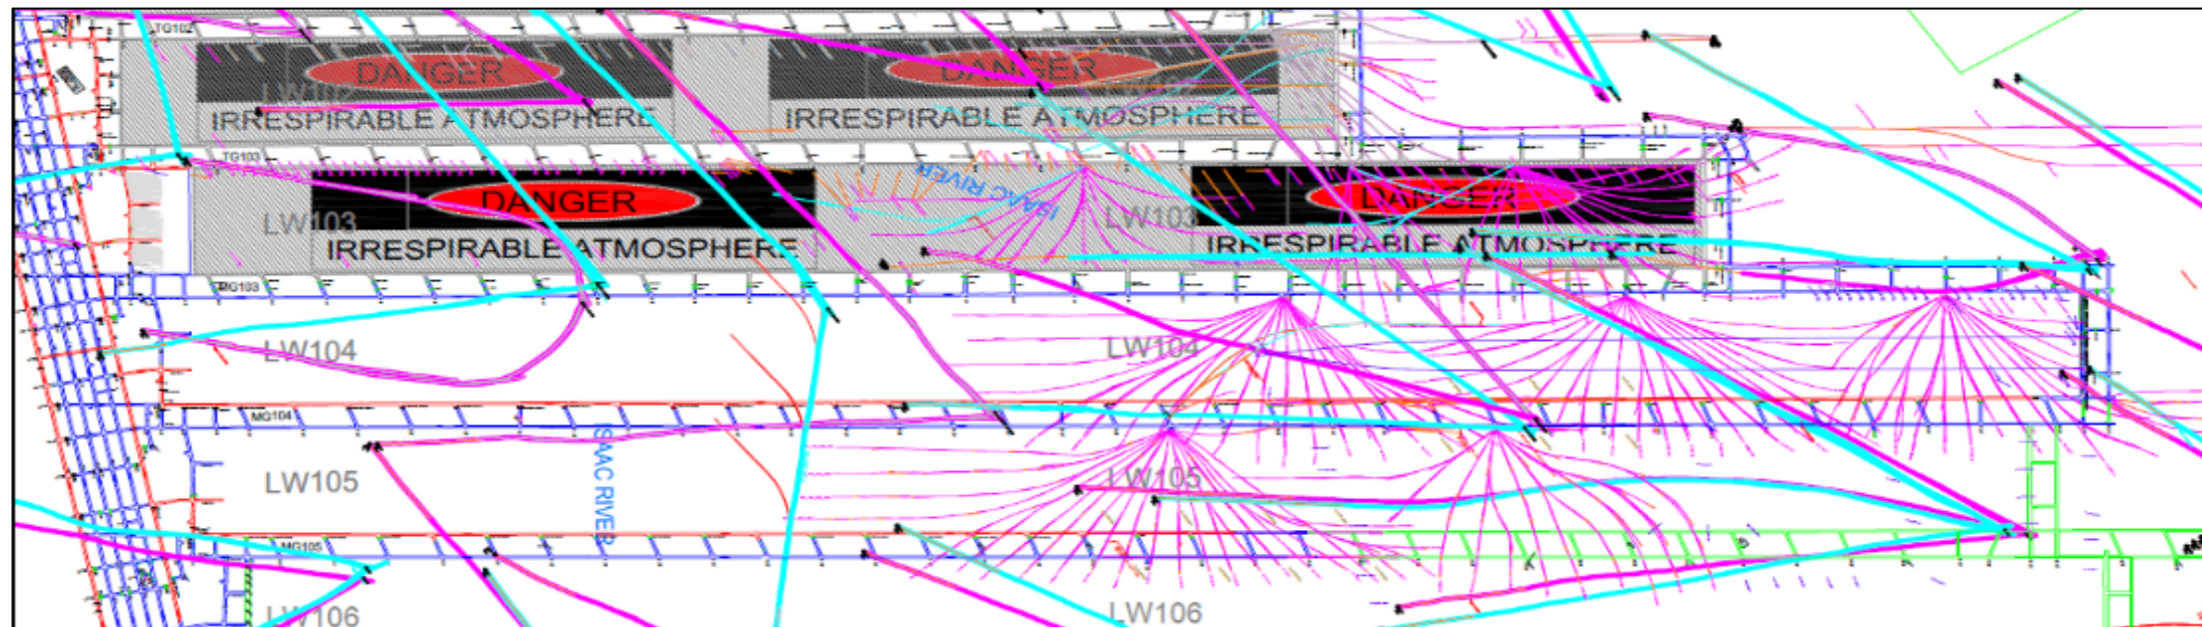 TG102
DANGER
DANGER
LW102
IRRESPIRABLE ATMOSPHERE
IRRESPIRABLE ATMOSPHERE
TG103
ISAAC RIVER
DANGER
DANGER
LW103
LW103
IRRESPIRABLE ATMOSPHERE
IRRESPIRABLE ATMOSPHERE
MG103
LW104
LW104
MG104
ISAAC RIVER
LW105
LW105
MG105
LW106
LW106